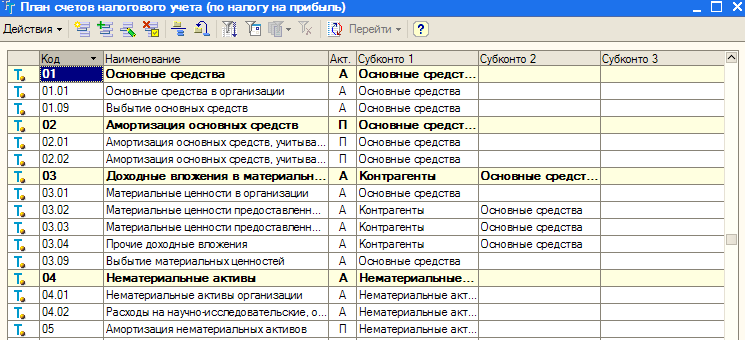 План счетов налогового учета (по налогу на прибыль)
Действия Перейти
Код Наименование Акт. Субконто 1 Субконто 2 Субконто 3
01 Основные средства А Основные средст...
01.01 Основные средства в организации А Основные средства
01.09 Выбытие основных средств А Основные средства
02 Амортизация основных средств П Основные средст...
02.01 Амортизация основных средств, учитыва... П Основные средства
02.02 Амортизация основных средств, учитыва... П Основные средства
03 Доходные вложения в материальн... А Контрагенты Основные средст...
03.01 Материальные ценности в организации А Основные средства
03.02 Материальные ценности предоставленн... А Контрагенты Основные средства
03.03 Материальные ценности предоставленн... А Контрагенты Основные средства
03.04 Прочие доходные вложения А Контрагенты Основные средства
03.09 Выбытие материальных ценностей А Основные средства
04 Нематериальные активы А Нематериальные...
04.01 Нематериальные активы организации А Нематериальные акт...
04.02 Расходы на научно-исследовательские, о... А Нематериальные акт...
05 Амортизация нематериальных активов П Нематериальные акт...